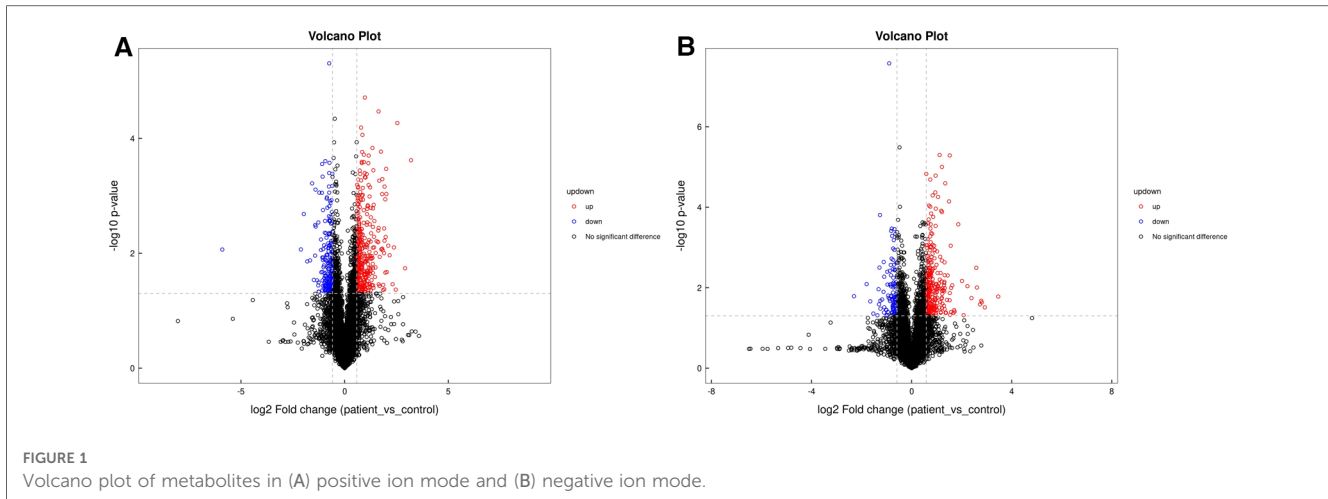 A
Volcano Plot
-log10 p-value
4
2
0
-5
0
5
log2 Fold change (patient_vs_control)
updown
up
down
No significant difference
B
Volcano Plot
-log10 p-value
6
4
2
0
-8
-4
0
4
8
log2 Fold change (patient_vs_control)
updown
up
down
No significant difference
FIGURE 1
Volcano plot of metabolites in (A) positive ion mode and (B) negative ion mode.